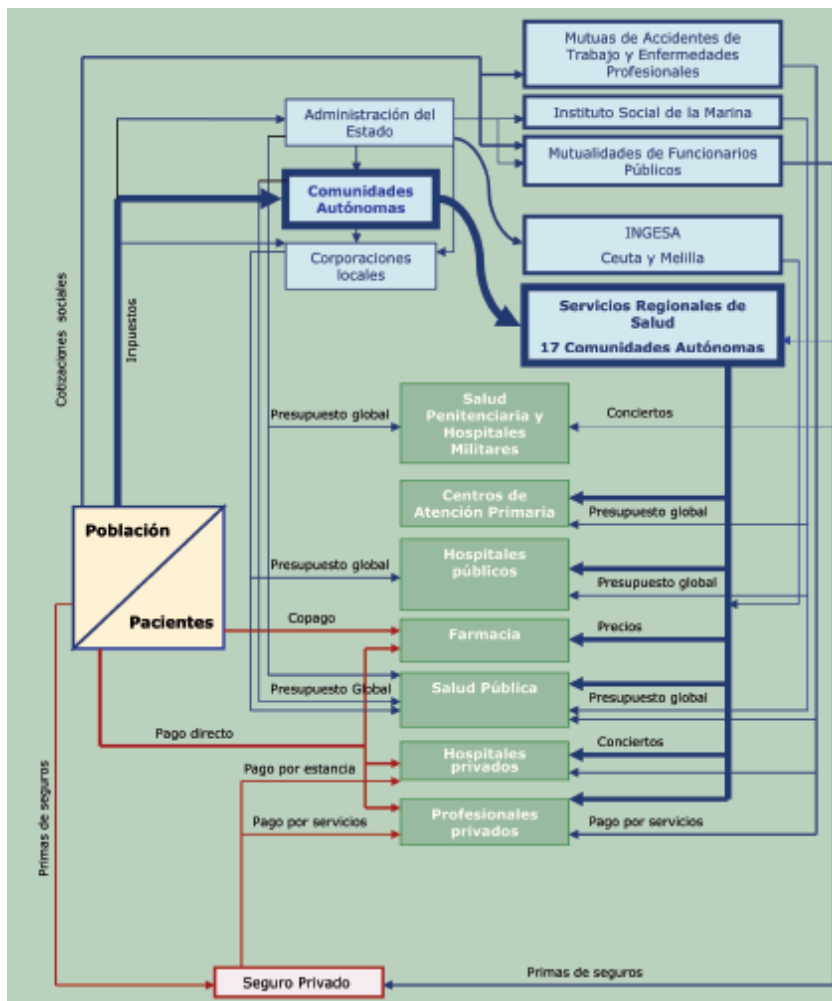 Mutuas de Accidentes de
Trabajo y Enfermedades
Profesionales
Administración del
Estado
Instituto Social de la Marina
Mutualidades de Funcionarios
Públicos
Comunidades
Autónomas
INGESA
Ceuta y Melilla
Corporaciones
locales
Servicios Regionales de
Salud
17 Comunidades Autónomas
Cotizaciones sociales
Inpuestos
Presupuesto global
Salud
Penitenciaria y
Hospitales
Militares
Conciertos
Centros de
Atención Primaria
Presupuesto global
Población
Pacientes
Presupuesto global
Hospitales
públicos
Presupuesto global
Copago
Farmacia
Precios
Presupuesto Global
Salud Pública
Presupuesto global
Pago directo
Pago por estancia
Hospitales
privados
Conciertos
Pago por servicios
Profesionales
privados
Pago por servicios
Primas de seguros
Seguro Privado
Primas de seguros